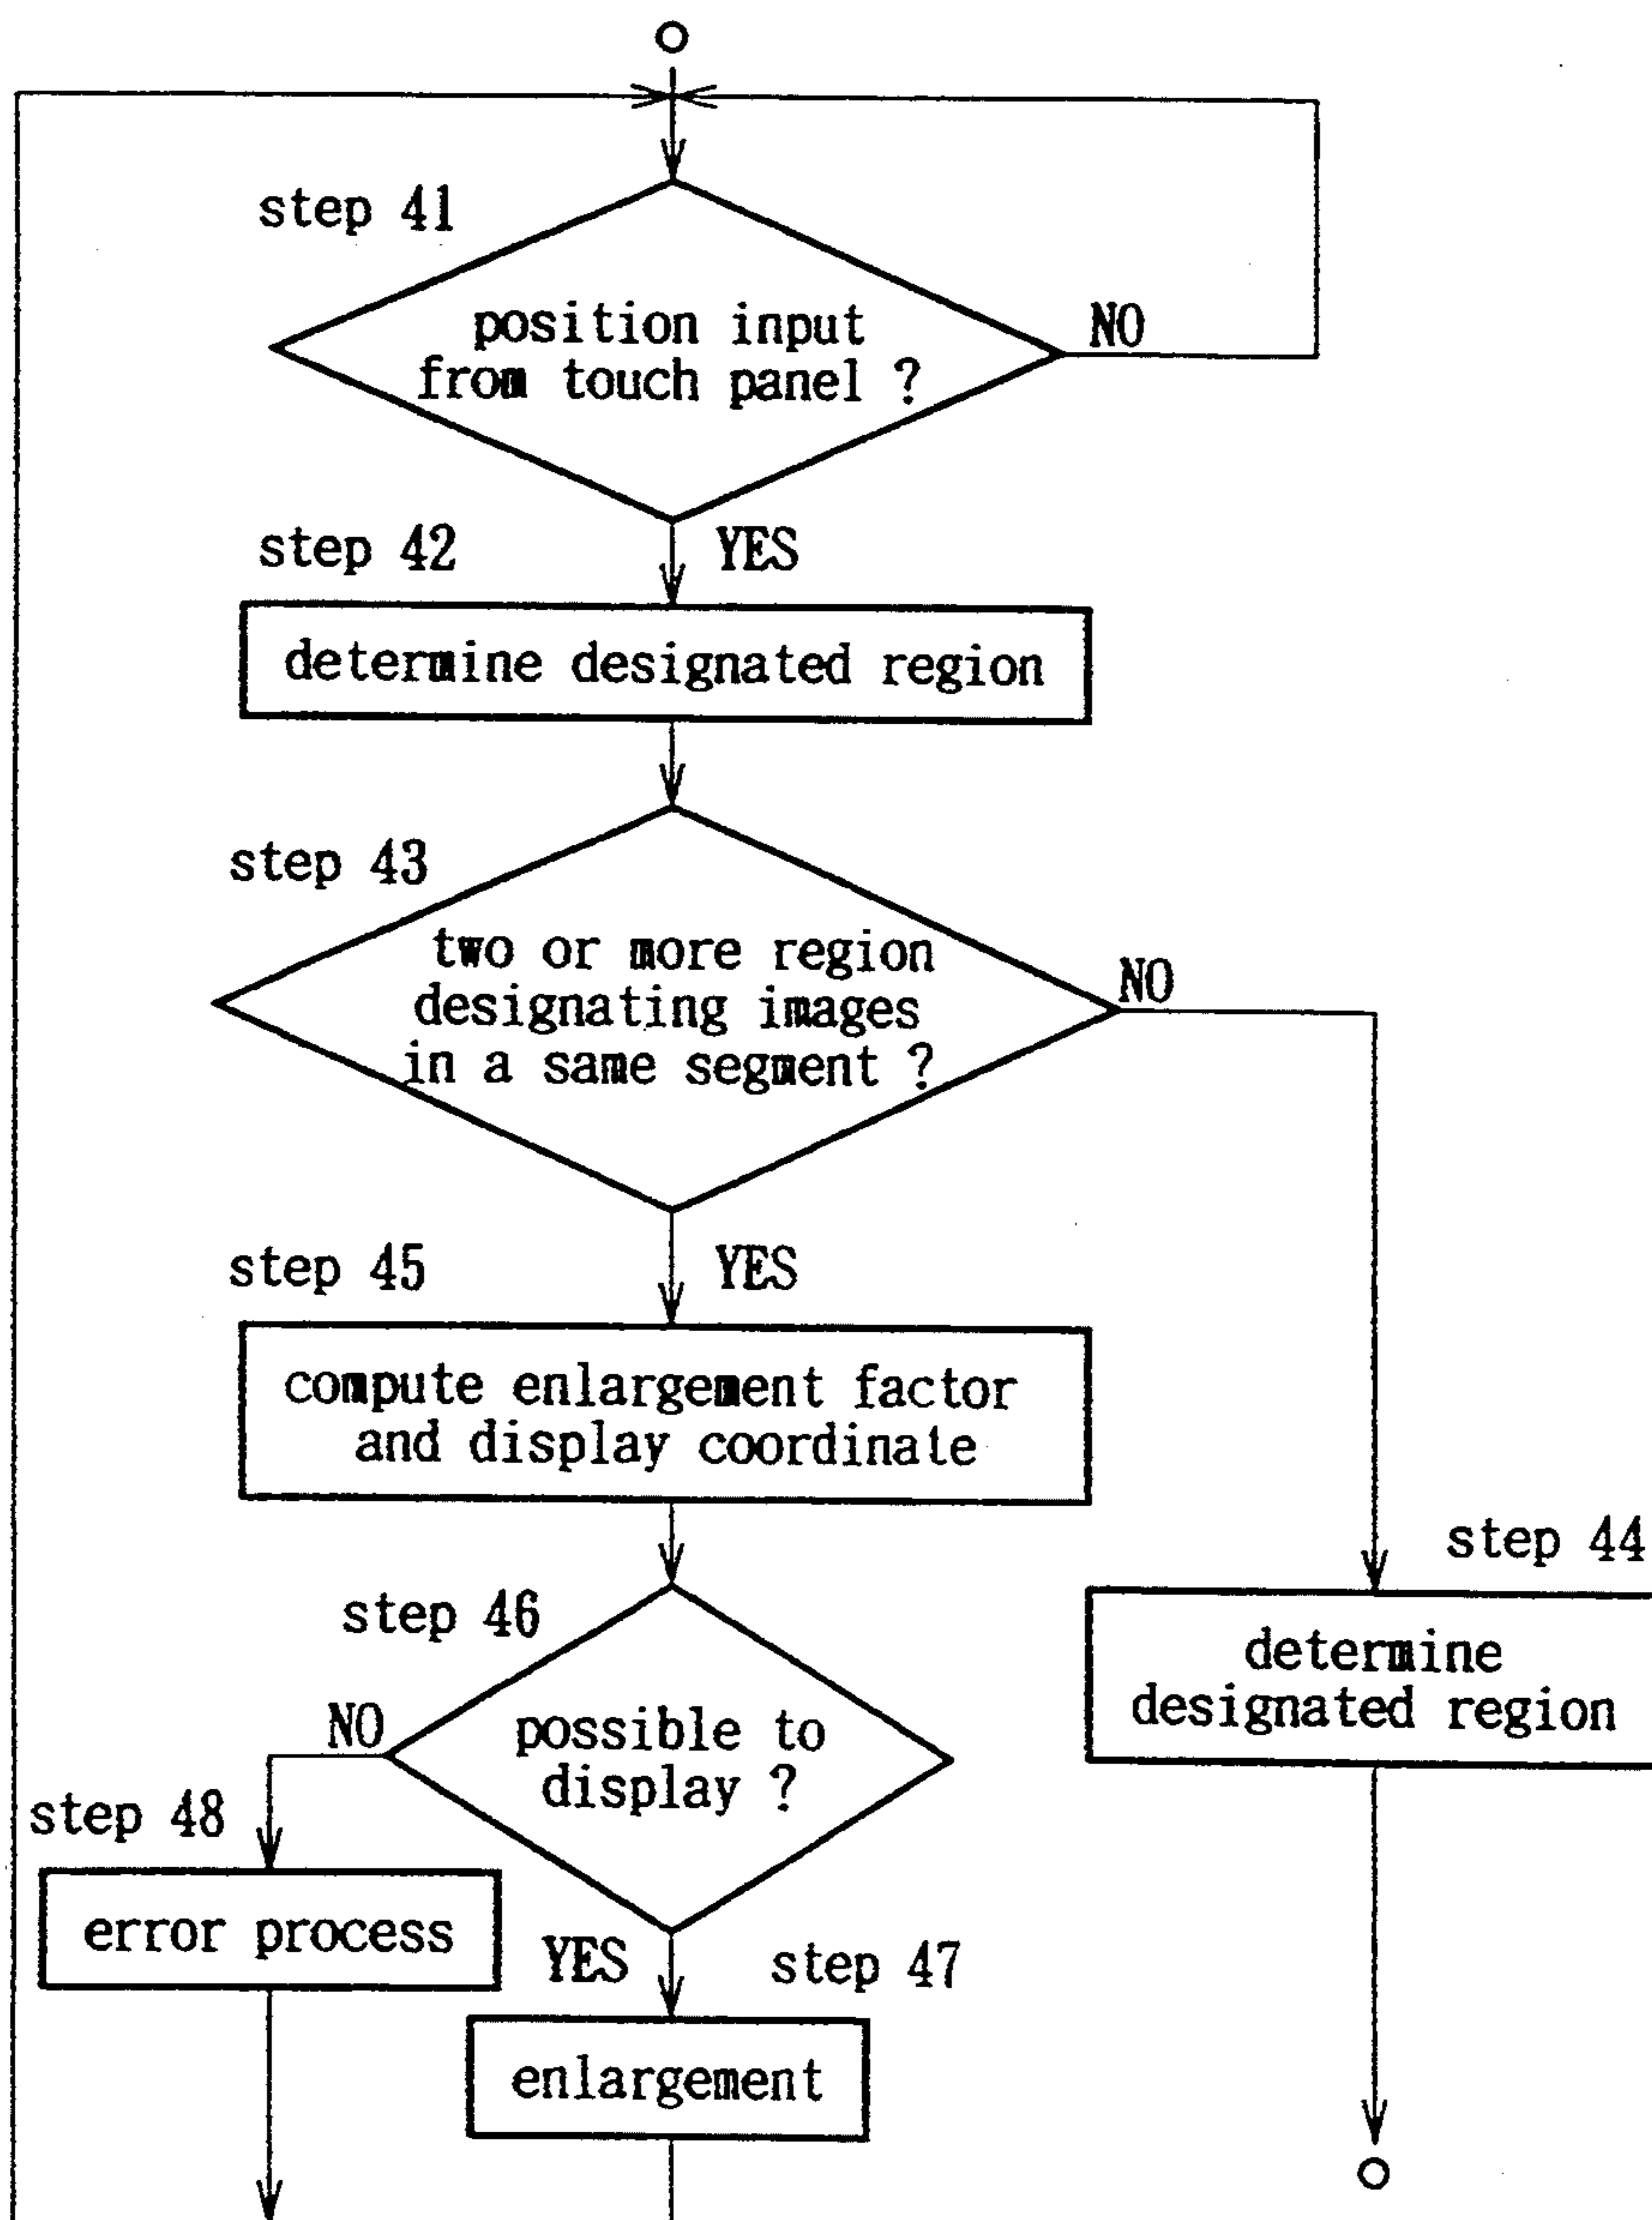 step 41
position input
from touch panel ?
NO
step 42
YES
determine designated region
step 43
two or more region
designating images
in a same segment ?
NO
step 45
YES
compute enlargement factor
and display coordinate
step 44
determine
designated region
step 46
possible to
display ?
NO
step 48
error process
YES
step 47
enlargement